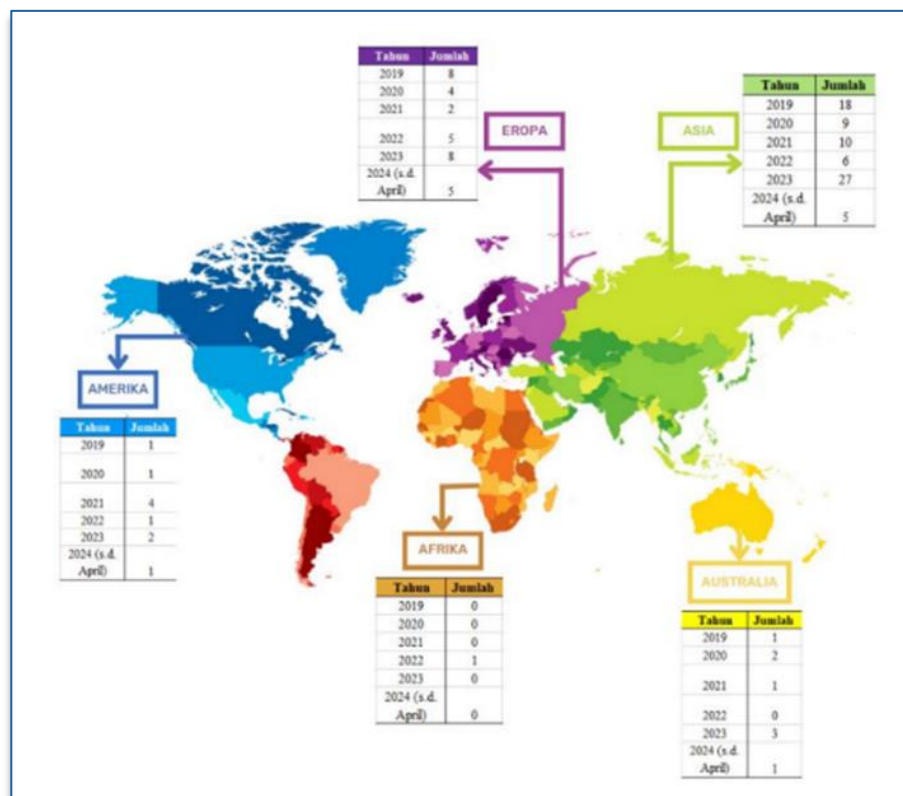 Tahun Jumlah
2019 8
2020 4
2021 2
2022 5
2023 8
2024 (s.d.
April) 5
EROPA
ASIA
Tahun Jumlah
2019 18
2020 9
2021 10
2022 6
2023 27
2024 (s.d.
April) 5
AMERIKA
Tahun Jumlah
2019 1
2020 1
2021 4
2022 1
2023 2
2024 (s.d.
April) 1
AFRIKA
Tahun Jumlah
2019 0
2020 0
2021 0
2022 1
2023 0
2024 (s.d.
April) 0
AUSTRALIA
Tahun Jumlah
2019 1
2020 2
2021 1
2022 0
2023 3
2024 (s.d.
April) 1